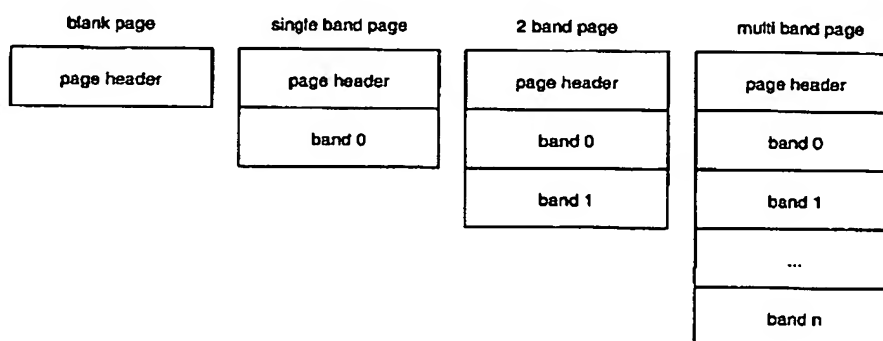 blank page
page header
single band page
page header
band 0
2 band page
page header
band 0
band 1
multi band page
page header
band 0
band 1
...
band n